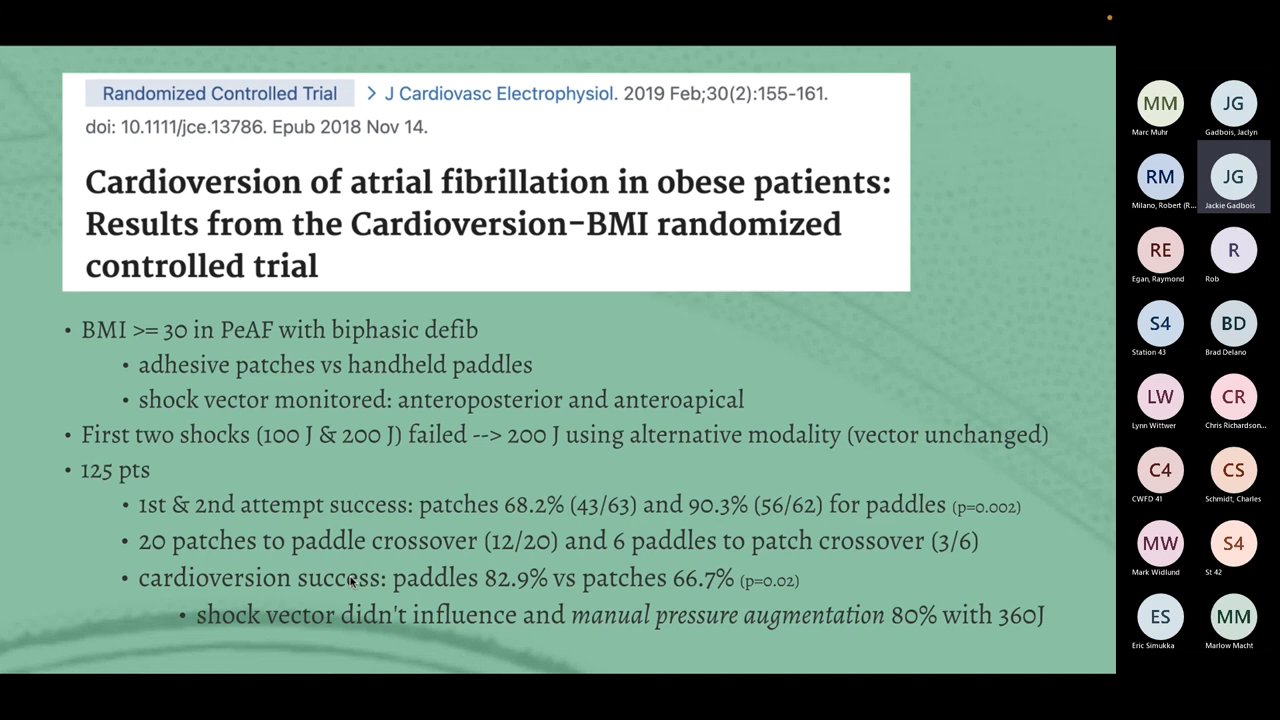 Randomized Controlled Trial > J Cardiovasc Electrophysiol. 2019 Feb;30(2):155-161.
doi: 10.1111/jce.13786. Epub 2018 Nov 14.
Cardioversion of atrial fibrillation in obese patients:
Results from the Cardioversion-BMI randomized
controlled trial
• BMI >= 30 in PeAF with biphasic defib
• adhesive patches vs handheld paddles
• shock vector monitored: anteroposterior and anteroapical
• First two shocks (100 J & 200 J) failed --> 200 J using alternative modality (vector unchanged)
• 125 pts
• 1st & 2nd attempt success: patches 68.2% (43/63) and 90.3% (56/62) for paddles (p=0.002)
• 20 patches to paddle crossover (12/20) and 6 paddles to patch crossover (3/6)
• cardioversion success: paddles 82.9% vs patches 66.7% (p=0.02)
• shock vector didn't influence and manual pressure augmentation 80% with 360J
MM JG
Marc Muhr Gadbois, Jaclyn
RM JG
Milano, Robert (R... Jackie Gadbois
RE R
Egan, Raymond Rob
S4 BD
Station 43 Brad Delano
LW CR
Lynn Wittwer Chris Richardson...
C4 CS
CWFD 41 Schmidt, Charles
MW S4
Mark Widlund St 42
ES MM
Eric Simukka Marlow Macht